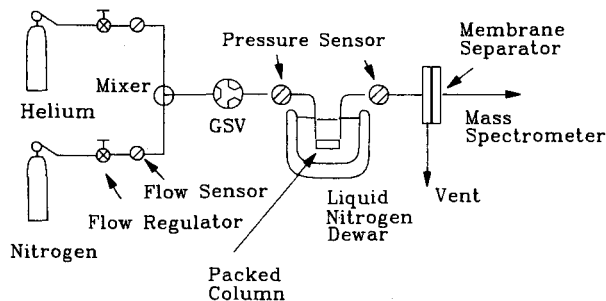 Pressure Sensor
Membrane
Separator
Mixer
Helium
GSV
Mass
Spectrometer
Flow Sensor
Flow Regulator
Liquid
Nitrogen
Dewar
Vent
Nitrogen
Packed
Column